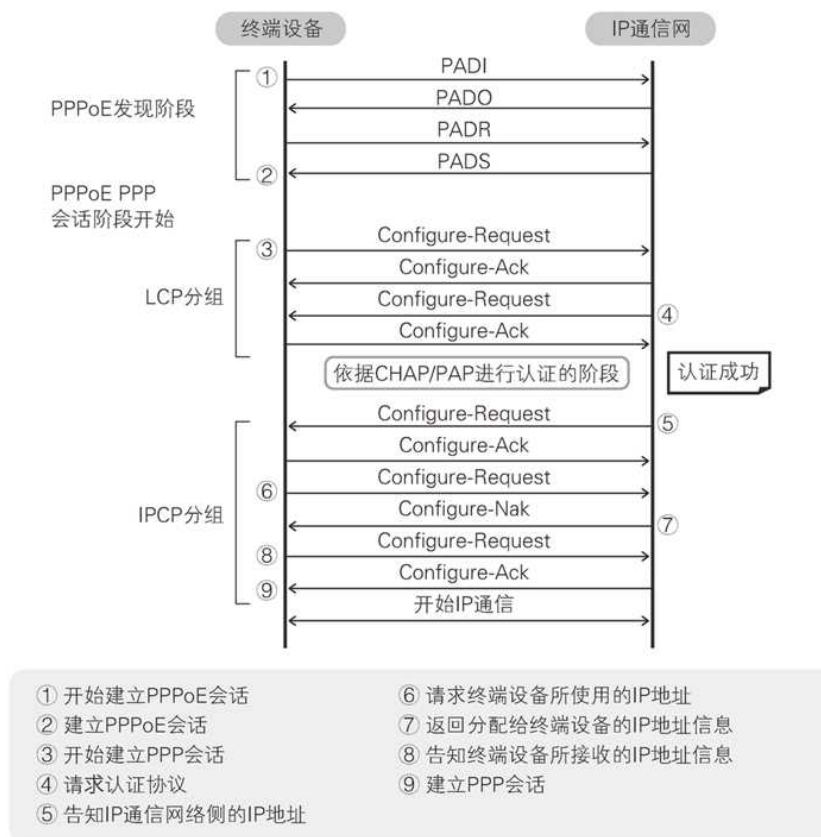 终端设备
IP通信网
① PADI
PADO
PPPoE发现阶段
PADR
② PADS
PPPoE PPP
会话阶段开始
③ Configure-Request
Configure-Ack
LCP分组
Configure-Request ④
Configure-Ack
依据CHAP/PAP进行认证的阶段
认证成功
Configure-Request ⑤
Configure-Ack
⑥ Configure-Request
IPCP分组
Configure-Nak ⑦
⑧ Configure-Request
⑨ Configure-Ack
开始IP通信
① 开始建立PPPoE会话
② 建立PPPoE会话
③ 开始建立PPP会话
④ 请求认证协议
⑤ 告知IP通信网络侧的IP地址
⑥ 请求终端设备所使用的IP地址
⑦ 返回分配给终端设备的IP地址信息
⑧ 告知终端设备所接收的IP地址信息
⑨ 建立PPP会话